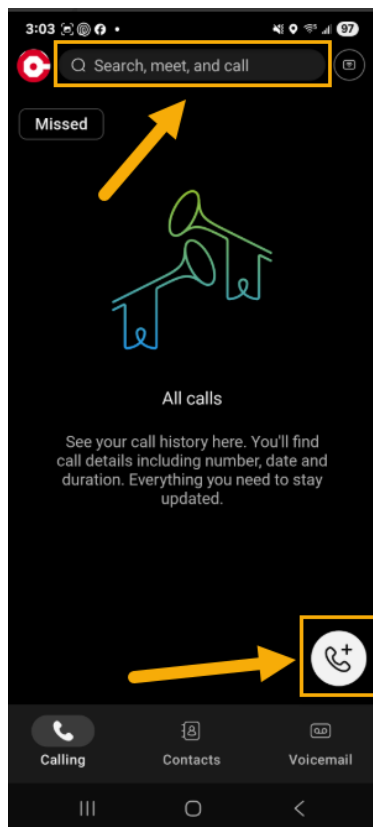 3:03
97
Search, meet, and call
Missed
All calls
See your call history here. You'll find
call details including number, date and
duration. Everything you need to stay
updated.
Calling Contacts Voicemail